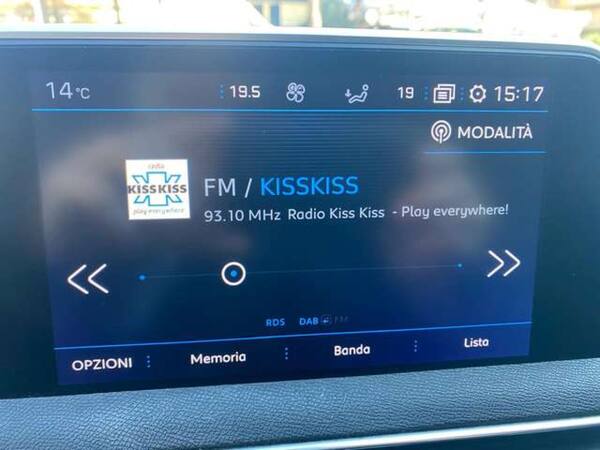 14°C 19.5 19 15:17
MODALITÀ
radio
KISSKISS
play everywhere!
FM / KISSKISS
93.10 MHz Radio Kiss Kiss - Play everywhere!
RDS DAB FM
OPZIONI Memoria Banda Lista